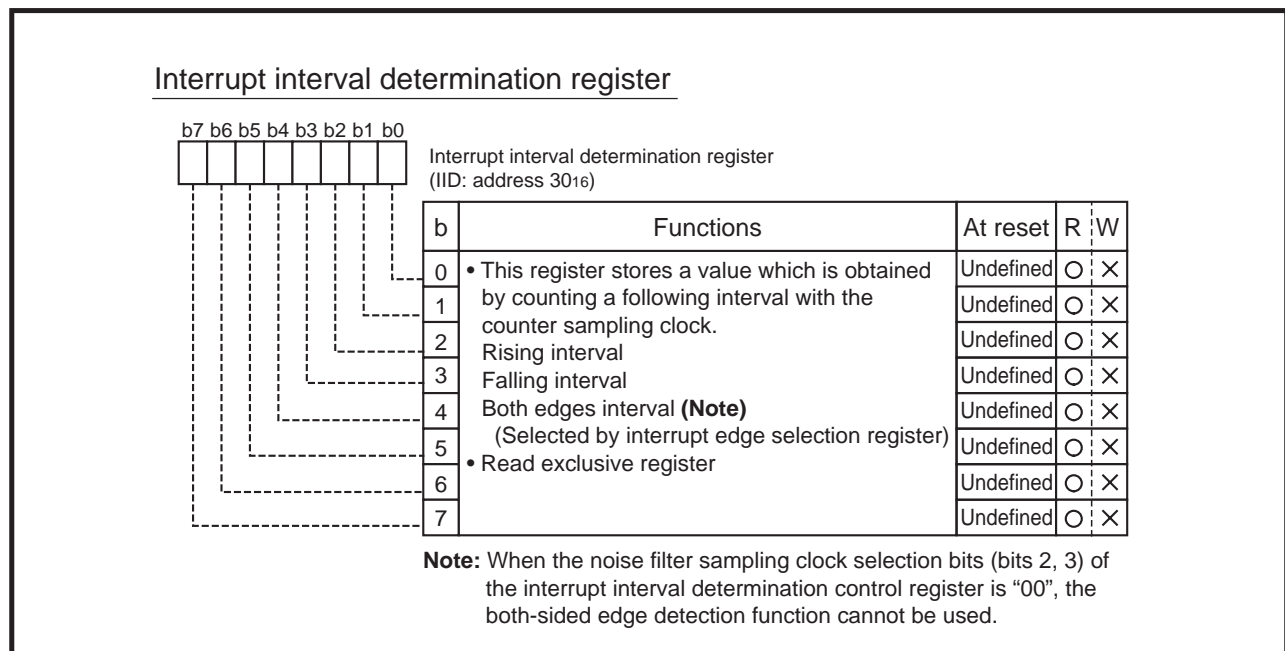 Interrupt interval determination register
b7 b6 b5 b4 b3 b2 b1 b0
Interrupt interval determination register
(IID: address 3016)
b Functions At reset R W
0 • This register stores a value which is obtained Undefined ○ ×
1 by counting a following interval with the Undefined ○ ×
counter sampling clock.
2 Rising interval Undefined ○ ×
3 Falling interval Undefined ○ ×
4 Both edges interval (Note) Undefined ○ ×
(Selected by interrupt edge selection register)
5 • Read exclusive register Undefined ○ ×
6 Undefined ○ ×
7 Undefined ○ ×
Note: When the noise filter sampling clock selection bits (bits 2, 3) of
the interrupt interval determination control register is “00”, the
both-sided edge detection function cannot be used.